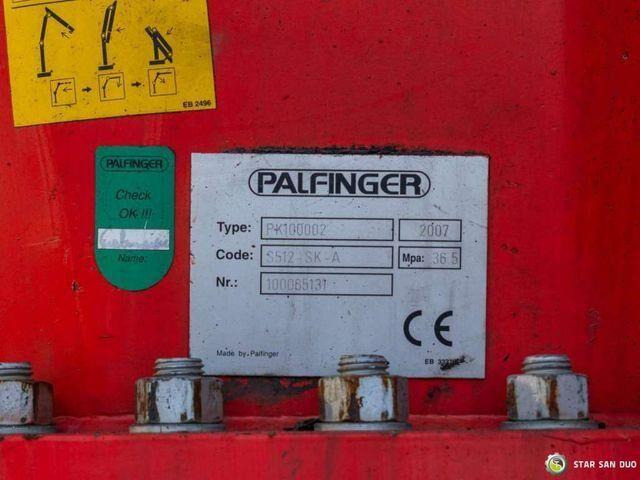 EB 2496
PALFINGER
Check
OK !!!
Name:
PALFINGER
Type: PK100002 2007
Code: S512-SK-A Mpa: 36.5
Nr.: 100065131
Made by Palfinger
CE
EB
STAR SAN DUO